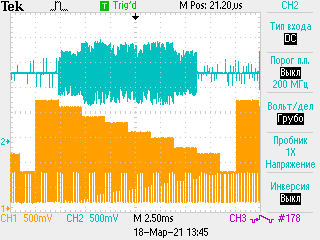 Tek T Trig'd M Pos: 21.20μs CH2
Тип входа
DC
Порог п.п.
Выкл
200 МГц
Вольт/дел
Грубо
Пробник
1X
Напряжение
Инверсия
Выкл
2
1
CH1 500mV CH2 500mV M 2.50ms CH3 #178
18-Мар-21 13:45